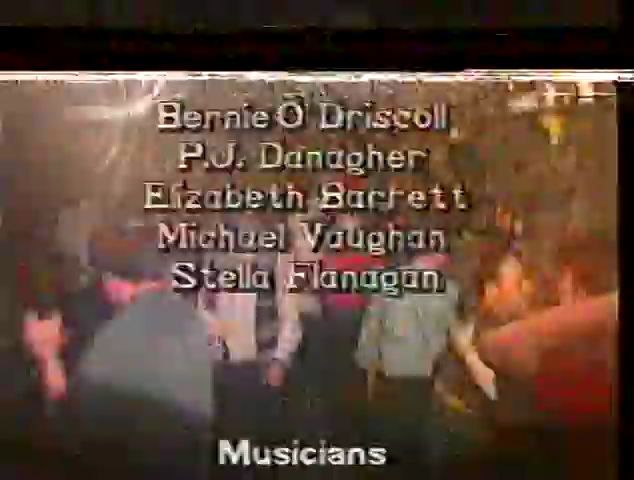 Bernie O Driscoll
P.J. Danagher
Elizabeth Barrett
Michael Vaughan
Stella Flanagan
Musicians